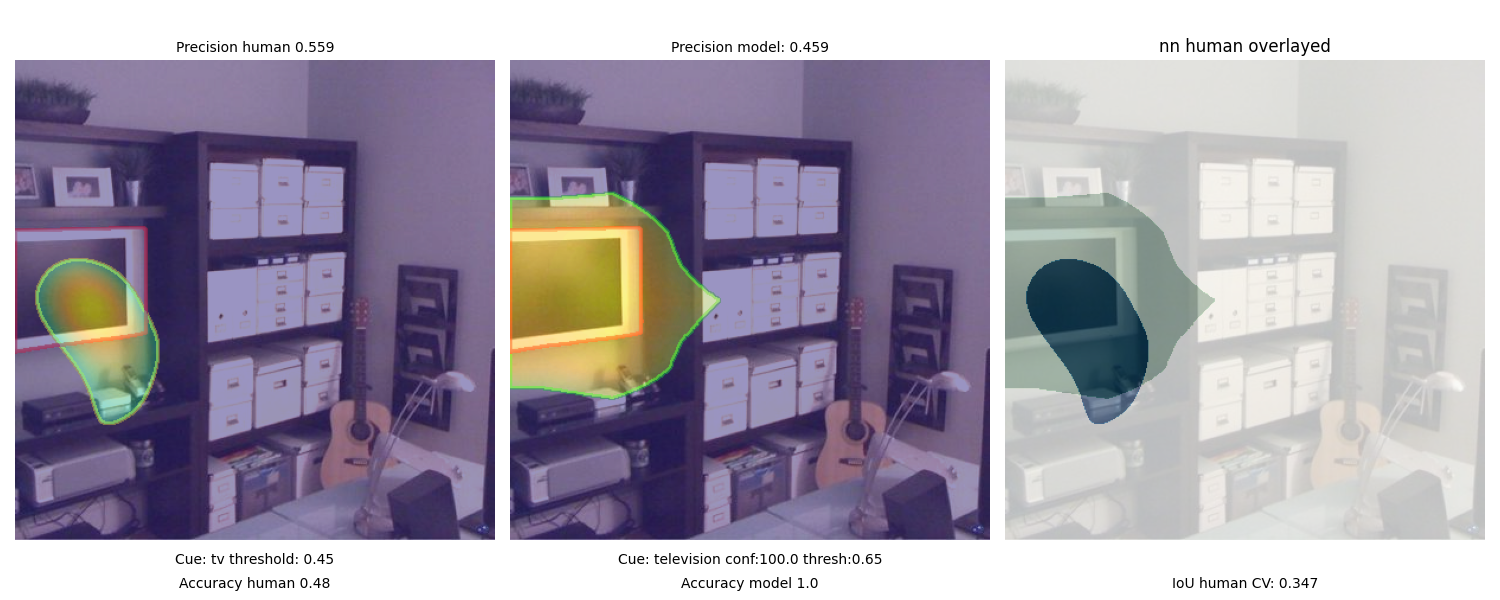 Precision human 0.559
Precision model: 0.459
nn human overlayed
Cue: tv threshold: 0.45
Cue: television conf:100.0 thresh:0.65
Accuracy human 0.48
Accuracy model 1.0
IoU human CV: 0.347